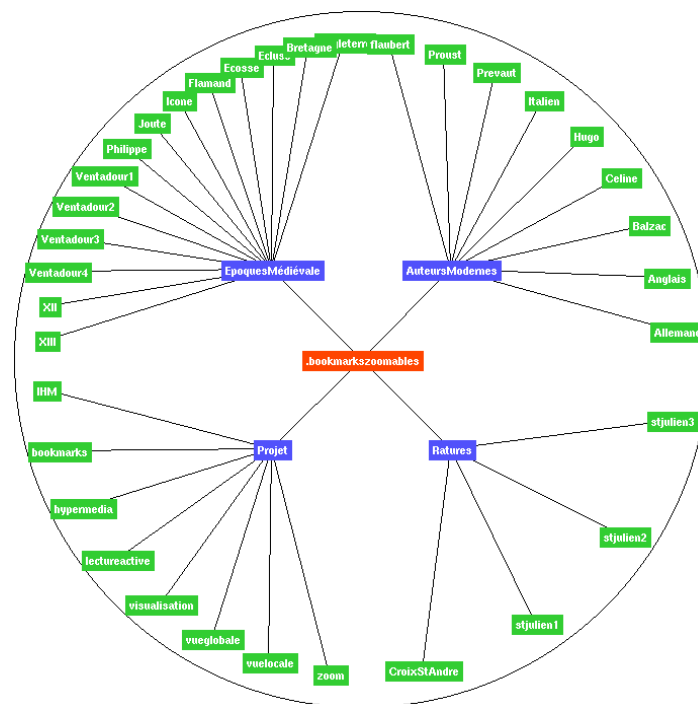 Bretagne
flaubert
Ecluse
Proust
Ecosse
Prevaut
Flamand
Icone
Italien
Joute
Hugo
Philippe
Ventadour1
Celine
Ventadour2
Balzac
Ventadour3
Ventadour4
EpoquesMédiévale
AuteursModernes
Anglais
XII
XIII
Allemand
.bookmarkszoomables
IHM
stjulien3
bookmarks
Projet
Ratures
hypermedia
stjulien2
lectureactive
visualisation
stjulien1
vueglobale
vuelocale
zoom
CroixStAndre